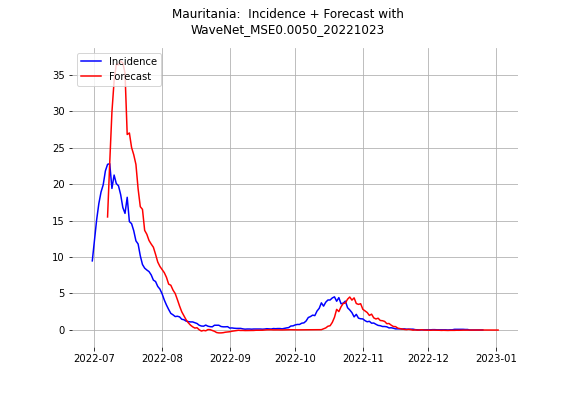 Mauritania:  Incidence + Forecast with
WaveNet_MSE0.0050_20221023
Incidence
Forecast
35
30
25
20
15
10
5
0
2022-07 2022-08 2022-09 2022-10 2022-11 2022-12 2023-01